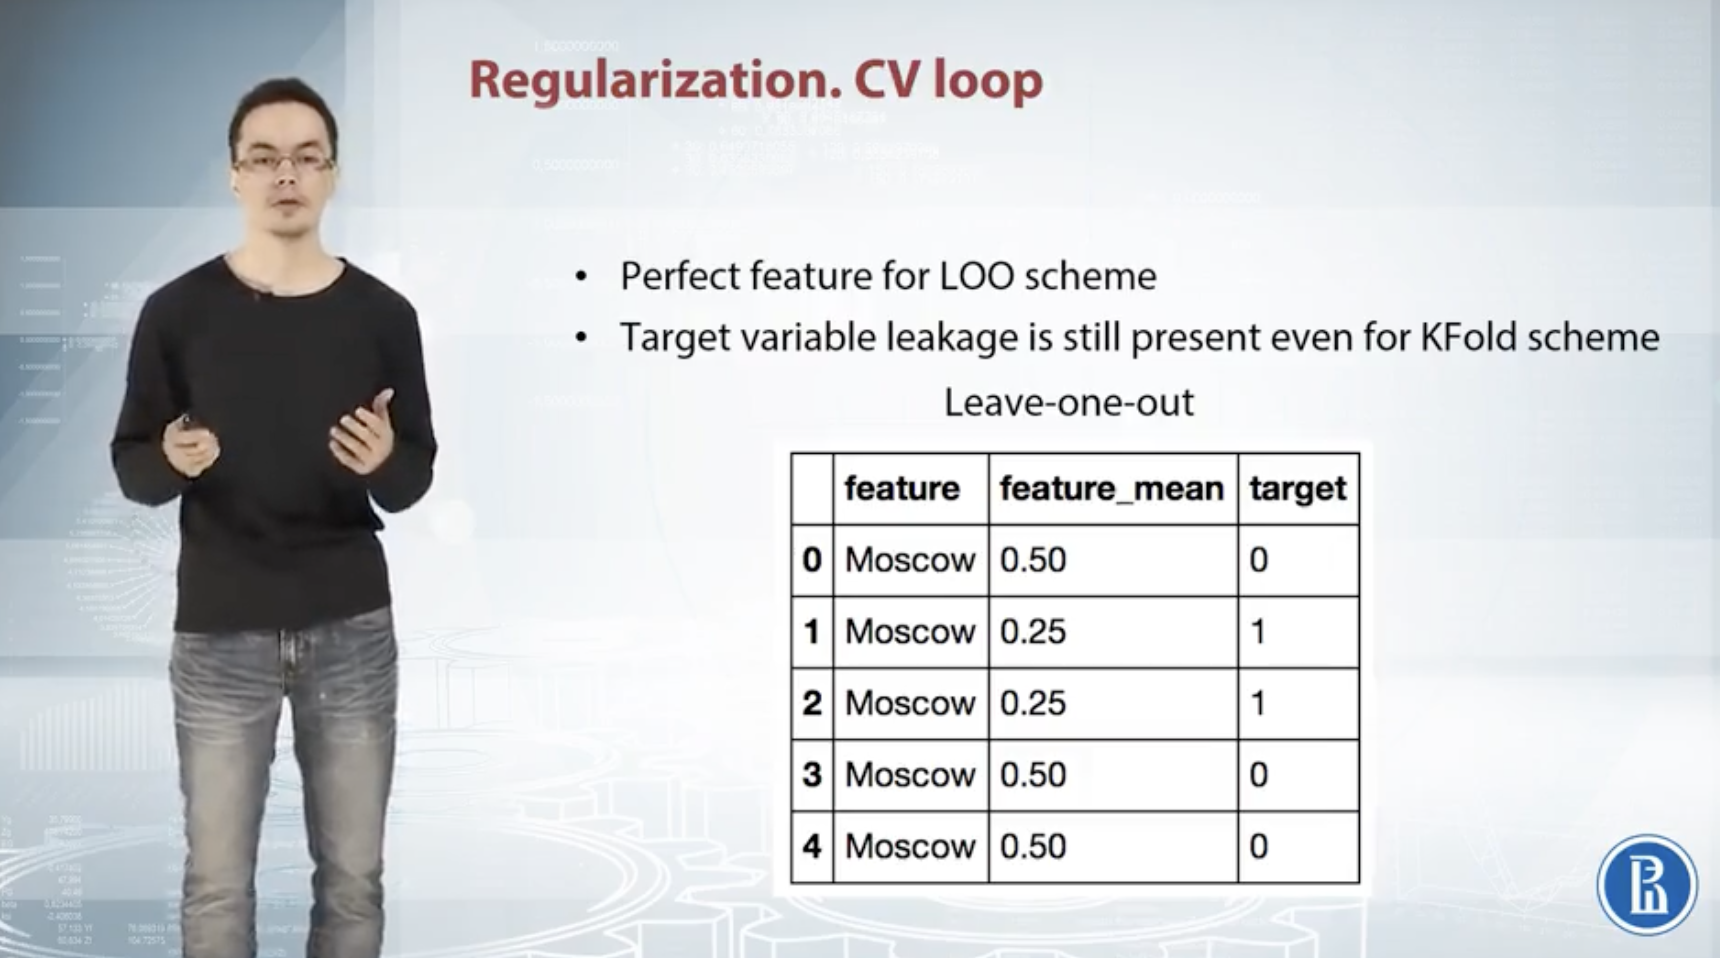 Regularization. CV loop
• Perfect feature for LOO scheme
• Target variable leakage is still present even for KFold scheme
Leave-one-out
feature feature_mean target
0 Moscow 0.50 0
1 Moscow 0.25 1
2 Moscow 0.25 1
3 Moscow 0.50 0
4 Moscow 0.50 0